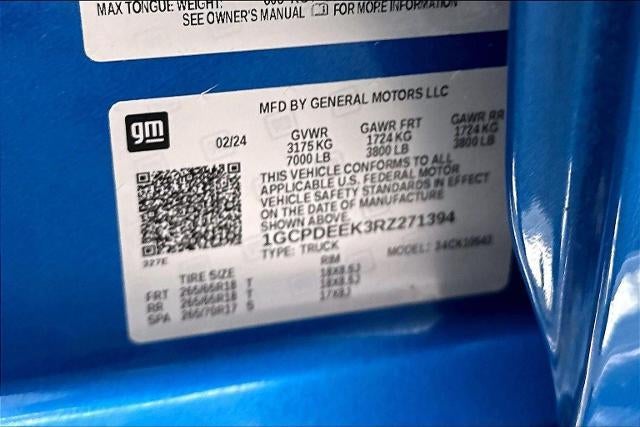 MAX TONGUE WEIGHT:
SEE OWNER'S MANUAL FOR MORE INFORMATION
MFD BY GENERAL MOTORS LLC
gm
02/24
GVWR GAWR FRT GAWR RR
3175 KG 1724 KG 1724 KG
7000 LB 3800 LB 3800 LB
THIS VEHICLE CONFORMS TO ALL
APPLICABLE U.S. FEDERAL MOTOR
VEHICLE SAFETY STANDARDS IN EFFECT
ON THE DATE OF MANUFACTURE
SHOWN ABOVE.
1GCPDEEK3RZ271394
TYPE: TRUCK MODEL:
327E
TIRE SIZE RIM
FRT 265/65R18 T 18X8.5J
RR 265/65R18 T 18X8.5J
SPA 265/70R17 S 17X8J